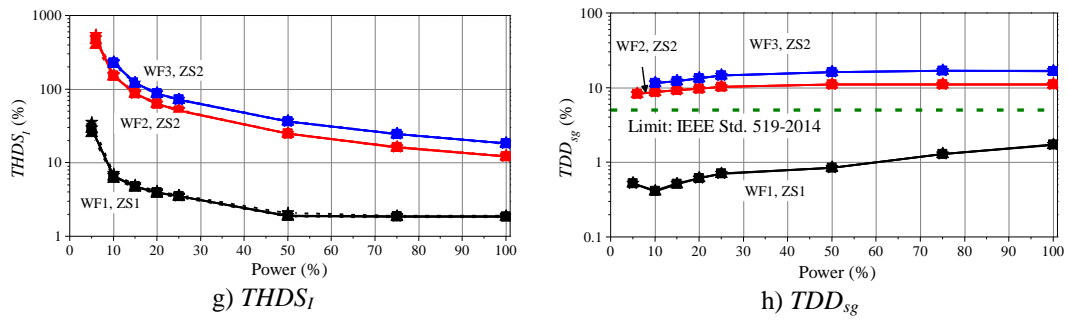 1000
100
10
1
THDS_I (%)
WF3, ZS2
WF2, ZS2
WF1, ZS1
0 10 20 30 40 50 60 70 80 90 100
Power (%)
g) THDS_I
100
10
1
0.1
TDD_sg (%)
WF2, ZS2
WF3, ZS2
Limit: IEEE Std. 519-2014
WF1, ZS1
0 10 20 30 40 50 60 70 80 90 100
Power (%)
h) TDD_sg